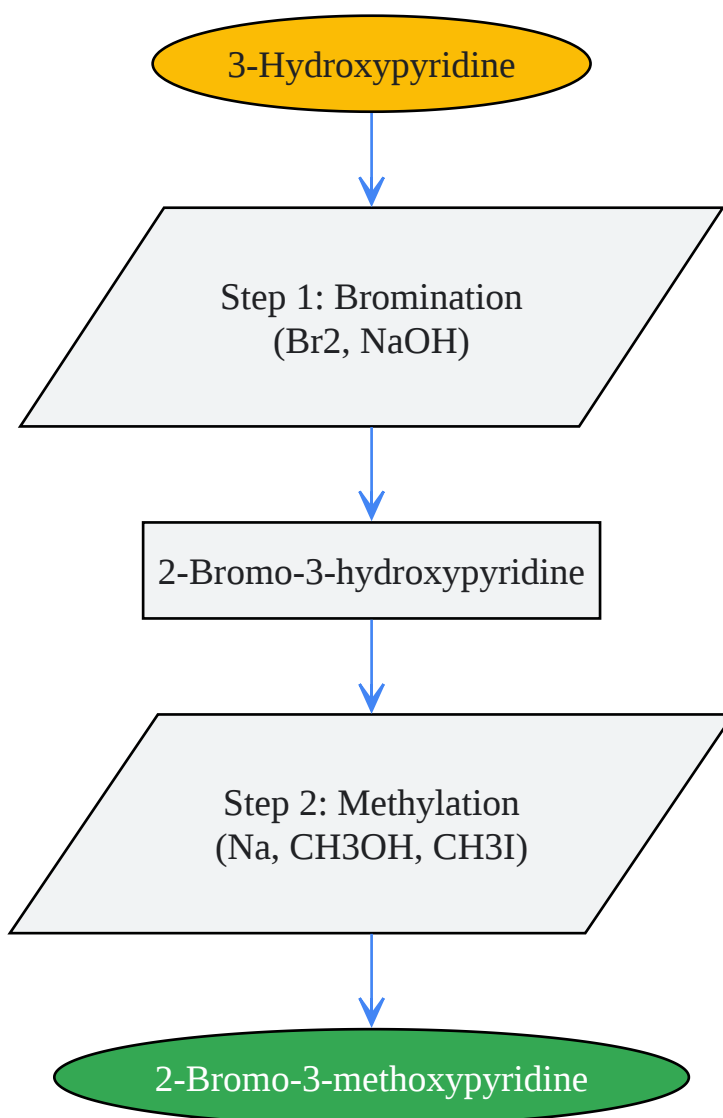 3-Hydroxypyridine
Step 1: Bromination
(Br2, NaOH)
2-Bromo-3-hydroxypyridine
Step 2: Methylation
(Na, CH3OH, CH3I)
2-Bromo-3-methoxypyridine